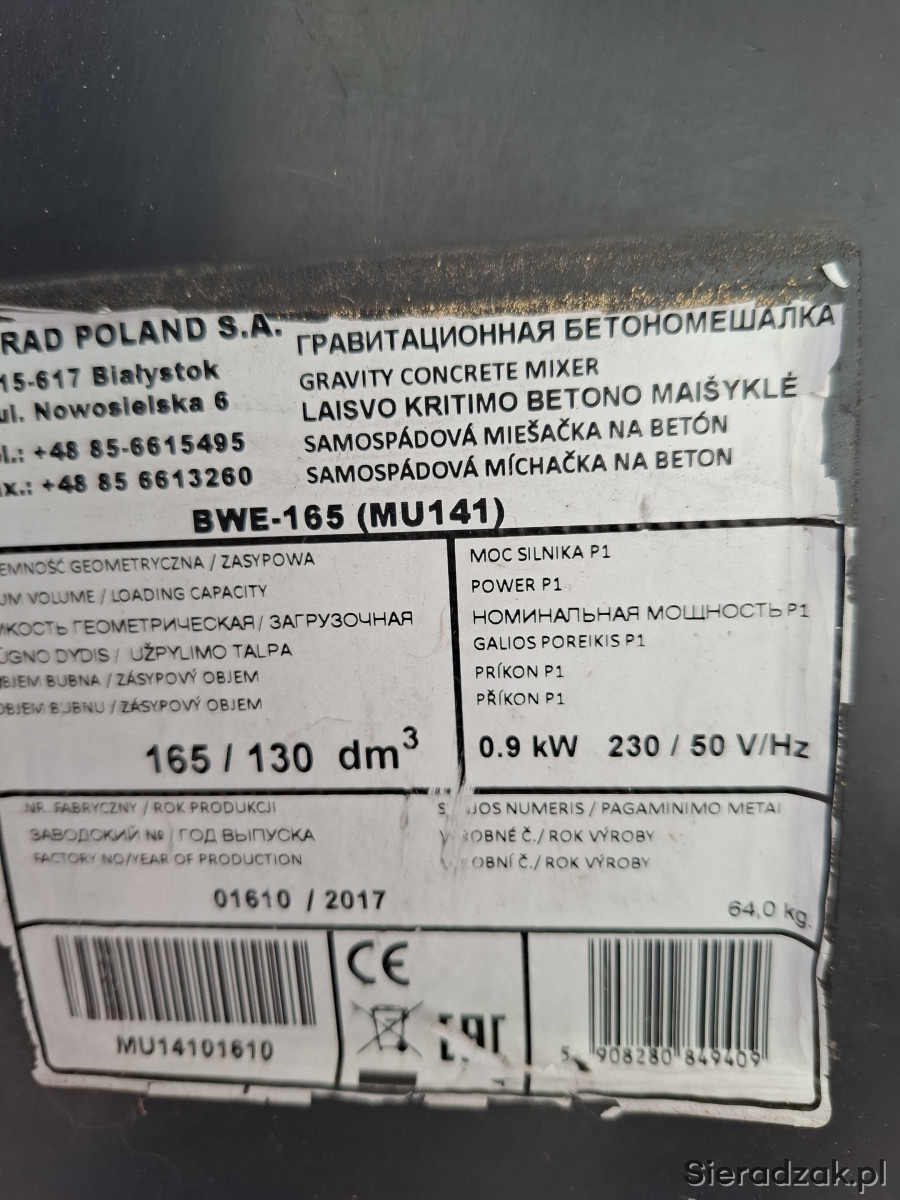 RAD POLAND S.A.
15-617 Białystok
ul. Nowosielska 6
+48 85-6615495
+48 85 6613260
ГРАВИТАЦИОННАЯ БЕТОНОМЕШАЛКА
GRAVITY CONCRETE MIXER
LAISVO KRITIMO BETONO MAIŠYKLĖ
SAMOSPÁDOVÁ MIEŠAČKA NA BETÓN
SAMOSPÁDOVÁ MÍCHAČKA NA BETON
BWE-165 (MU141)
EMNOŚĆ GEOMETRYCZNA / ZASYPOWA
UM VOLUME / LOADING CAPACITY
КОСТЬ ГЕОМЕТРИЧЕСКАЯ / ЗАГРУЗОЧНАЯ
ŪGNO DYDIS / UŽPYLIMO TALPA
BJEM BUBNA / ZÁSYPOVÝ OBJEM
OBJEM BUBNU / ZÁSYPOVÝ OBJEM
165 / 130 dm³
MOC SILNIKA P1
POWER P1
НОМИНАЛЬНАЯ МОЩНОСТЬ P1
GALIOS POREIKIS P1
PRÍKON P1
PŘÍKON P1
0.9 kW 230 / 50 V/Hz
NR. FABRYCZNY / ROK PRODUKCJI
ЗАВОДСКИЙ № / ГОД ВЫПУСКА
FACTORY NO/YEAR OF PRODUCTION
S JOS NUMERIS / PAGAMINIMO METAI
V ROBNÉ Č./ ROK VÝROBY
V OBNÍ Č./ ROK VÝROBY
01610 / 2017
64,0 kg.
MU14101610
CE
EAC
5 908280 849409
Sieradzak.pl